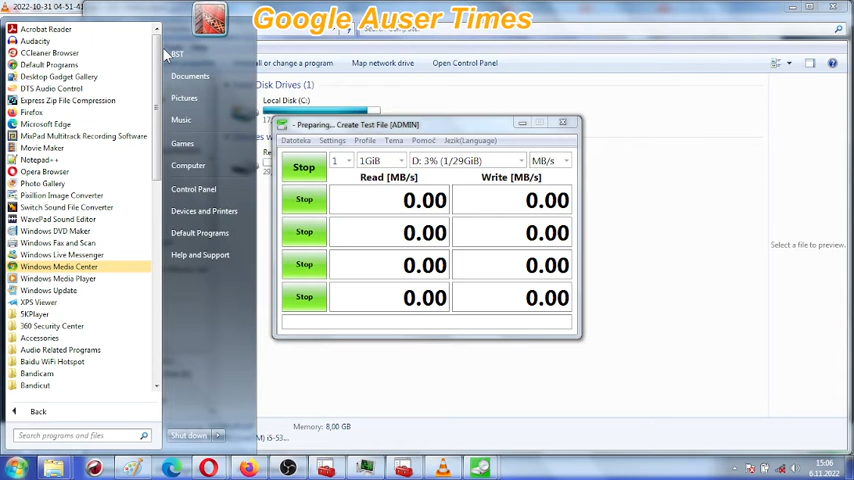 2022-10-31 04-51-4
Google Auser Times
Acrobat Reader
Audacity
CCleaner Browser
Default Programs
Desktop Gadget Gallery
DTS Audio Control
Express Zip File Compression
Firefox
Microsoft Edge
MixPad Multitrack Recording Software
Movie Maker
Notepad++
Opera Browser
Photo Gallery
Pixillion Image Converter
Switch Sound File Converter
WavePad Sound Editor
Windows DVD Maker
Windows Fax and Scan
Windows Live Messenger
Windows Media Center
Windows Media Player
Windows Update
XPS Viewer
5KPlayer
360 Security Center
Accessories
Audio Related Programs
Baidu WiFi Hotspot
Bandicam
Bandicut
Back
Search programs and files
BST
Documents
Pictures
Music
Games
Computer
Control Panel
Devices and Printers
Default Programs
Help and Support
Shut down
all or change a program
Map network drive
Open Control Panel
Disk Drives (1)
Local Disk (C:)
- Preparing... Create Test File [ADMIN]
Datoteka Settings Profile Tema Pomoć Jezik(Language)
Stop 1 1GiB D: 3% (1/29GiB) MB/s
Read [MB/s] Write [MB/s]
Stop 0.00 0.00
Stop 0.00 0.00
Stop 0.00 0.00
Stop 0.00 0.00
Select a file to preview.
Memory: 8,00 GB
15:06
6.11.2022